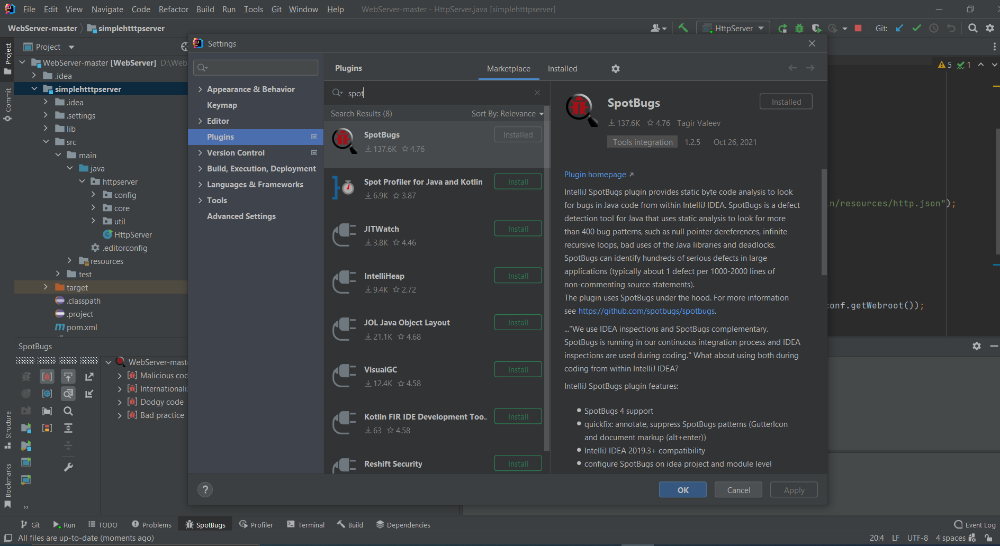 File Edit View Navigate Code Refactor Build Run Tools Git Window Help WebServer-master - HttpServer.java [simplehtttpserver]
WebServer-master simplehtttpserver
HttpServer
Git:
Project
Commit
Structure
Bookmarks
Project
WebServer-master [WebServer] D:\Web
.idea
simplehtttpserver
.idea
.settings
lib
src
main
java
httpserver
config
core
util
HttpServer
.editorconfig
resources
test
target
.classpath
.project
pom.xml
5 1
in/resources/http.json");
conf.getWebroot());
Settings
Appearance & Behavior
Keymap
Editor
Plugins
Version Control
Build, Execution, Deployment
Languages & Frameworks
Tools
Advanced Settings
Plugins
Marketplace Installed
spot
Search Results (8) Sort By: Relevance
SpotBugs Installed
137.6K 4.76
Spot Profiler for Java and Kotlin Install
6.9K 3.87
JITWatch Install
3.8K 4.46
IntelliHeap Install
9.4K 2.72
JOL Java Object Layout Install
21.1K 4.68
VisualGC Install
12.4K 4.58
Kotlin FIR IDE Development Too.. Install
63 4.58
Reshift Security Install
SpotBugs Installed
137.6K 4.76 Tagir Valeev
Tools integration 1.2.5 Oct 26, 2021
Plugin homepage
IntelliJ SpotBugs plugin provides static byte code analysis to look
for bugs in Java code from within IntelliJ IDEA. SpotBugs is a defect
detection tool for Java that uses static analysis to look for more
than 400 bug patterns, such as null pointer dereferences, infinite
recursive loops, bad uses of the Java libraries and deadlocks.
SpotBugs can identify hundreds of serious defects in large
applications (typically about 1 defect per 1000-2000 lines of
non-commenting source statements).
The plugin uses SpotBugs under the hood. For more information
see https://github.com/spotbugs/spotbugs.
..."We use IDEA inspections and SpotBugs complementary.
SpotBugs is running in our continuous integration process and IDEA
inspections are used during coding." What about using both during
coding from within IntelliJ IDEA?
IntelliJ SpotBugs plugin features:
SpotBugs 4 support
quickfix: annotate, suppress SpotBugs patterns (GutterIcon
and document markup (alt+enter))
IntelliJ IDEA 2019.3+ compatibility
configure SpotBugs on idea project and module level
? OK Cancel Apply
SpotBugs
WebServer-maste
Malicious coc
Internationali
Dodgy code
Bad practice
Git Run TODO Problems SpotBugs Profiler Terminal Build Dependencies Event Log
All files are up-to-date (moments ago) 20:4 LF UTF-8 4 spaces